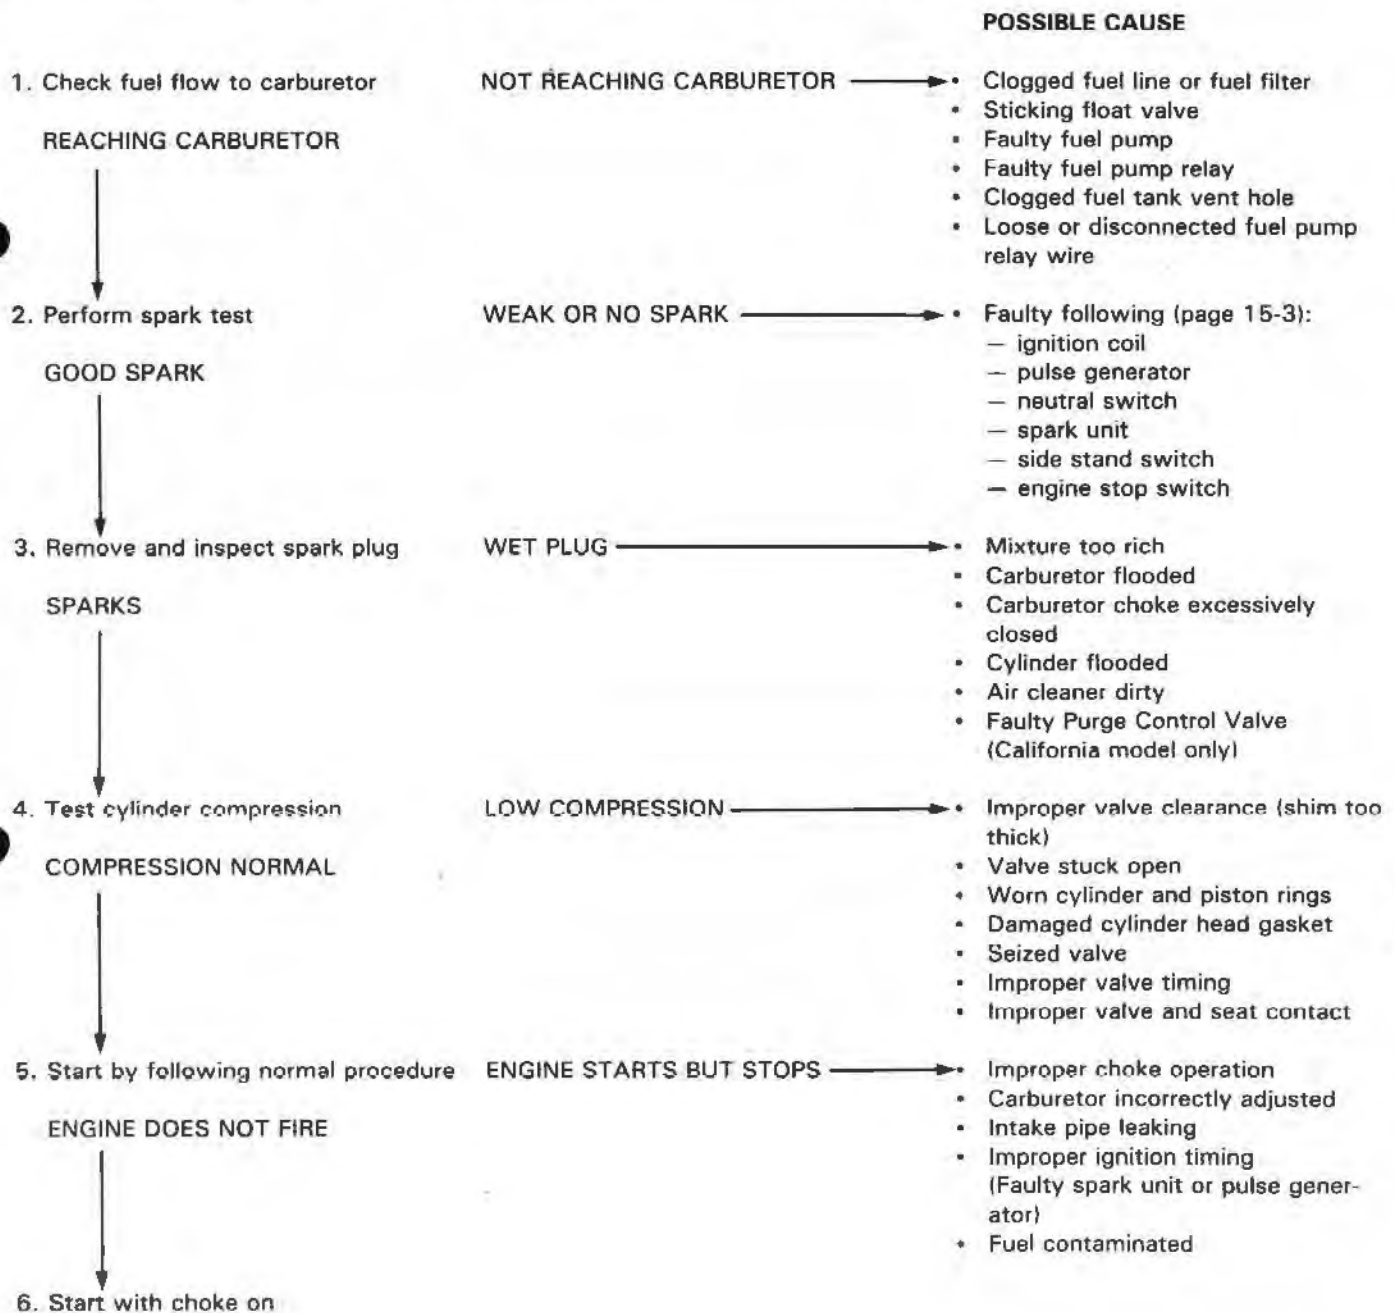 POSSIBLE CAUSE
1. Check fuel flow to carburetor
NOT REACHING CARBURETOR
• Clogged fuel line or fuel filter
• Sticking float valve
REACHING CARBURETOR
• Faulty fuel pump
• Faulty fuel pump relay
• Clogged fuel tank vent hole
• Loose or disconnected fuel pump
relay wire
2. Perform spark test
WEAK OR NO SPARK
• Faulty following (page 15-3):
— ignition coil
GOOD SPARK
— pulse generator
— neutral switch
— spark unit
— side stand switch
— engine stop switch
3. Remove and inspect spark plug
WET PLUG
• Mixture too rich
• Carburetor flooded
SPARKS
• Carburetor choke excessively
closed
• Cylinder flooded
• Air cleaner dirty
• Faulty Purge Control Valve
(California model only)
4. Test cylinder compression
LOW COMPRESSION
• Improper valve clearance (shim too
thick)
COMPRESSION NORMAL
• Valve stuck open
• Worn cylinder and piston rings
• Damaged cylinder head gasket
• Seized valve
• Improper valve timing
• Improper valve and seat contact
5. Start by following normal procedure
ENGINE STARTS BUT STOPS
• Improper choke operation
• Carburetor incorrectly adjusted
ENGINE DOES NOT FIRE
• Intake pipe leaking
• Improper ignition timing
(Faulty spark unit or pulse gener-
ator)
• Fuel contaminated
6. Start with choke on